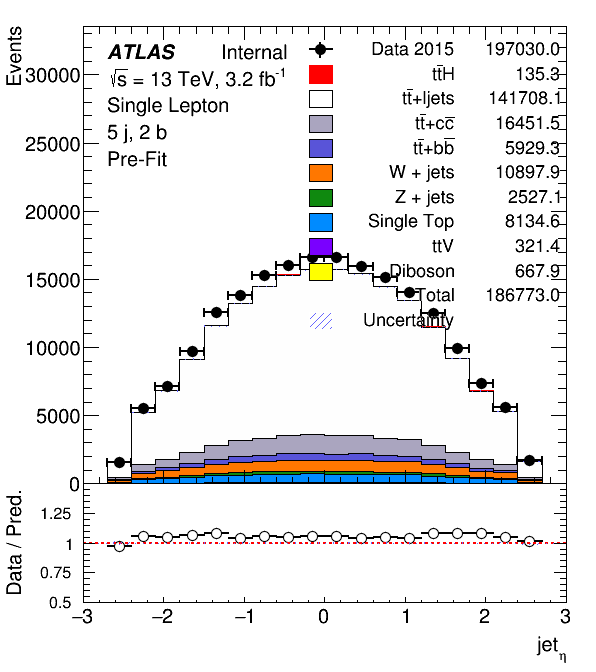 Events
ATLAS Internal
√s = 13 TeV, 3.2 fb⁻¹
Single Lepton
5 j, 2 b
Pre-Fit
Data 2015 197030.0
tt̄H 135.3
tt̄+ljets 141708.1
tt̄+cc̄ 16451.5
tt̄+bb̄ 5929.3
W + jets 10897.9
Z + jets 2527.1
Single Top 8134.6
ttV 321.4
Diboson 667.9
Total 186773.0
Uncertainty
30000
25000
20000
15000
10000
5000
0
Data / Pred.
1.25
1
0.75
0.5
−3 −2 −1 0 1 2 3
jet_η